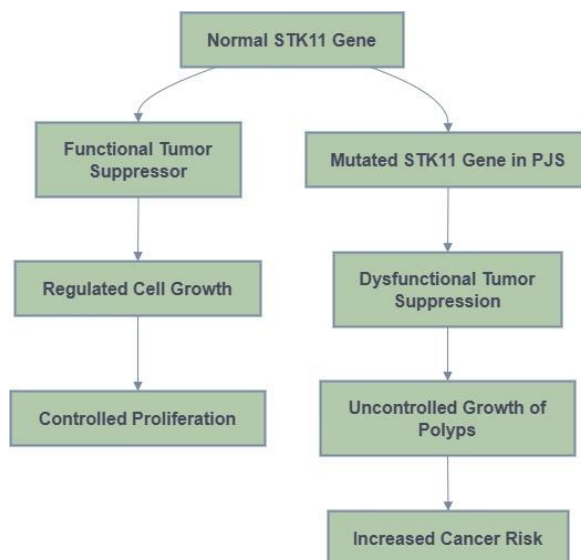 Normal STK11 Gene
Functional Tumor
Suppressor
Mutated STK11 Gene in PJS
Regulated Cell Growth
Dysfunctional Tumor
Suppression
Controlled Proliferation
Uncontrolled Growth of
Polyps
Increased Cancer Risk